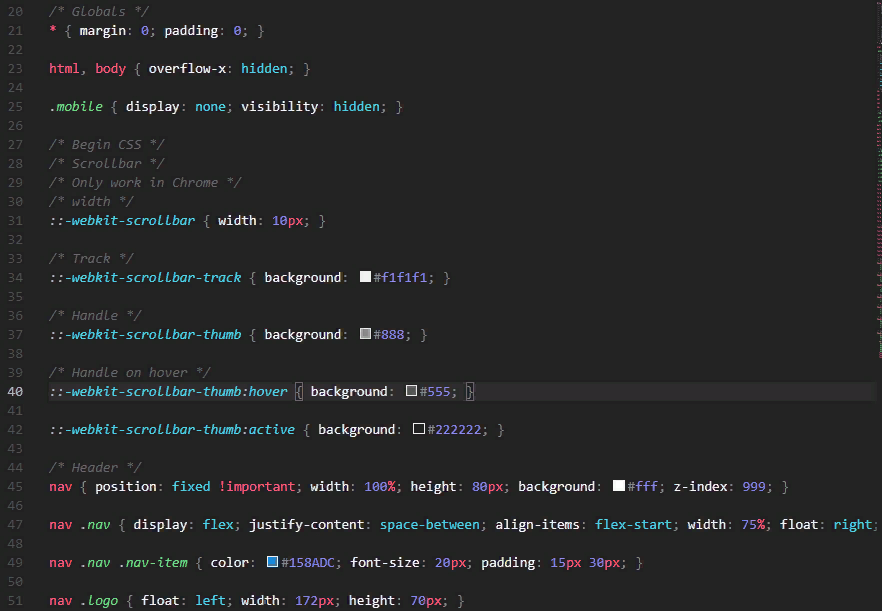 20 /* Globals */
21 * { margin: 0; padding: 0; }
22
23 html, body { overflow-x: hidden; }
24
25 .mobile { display: none; visibility: hidden; }
26
27 /* Begin CSS */
28 /* Scrollbar */
29 /* Only work in Chrome */
30 /* width */
31 ::-webkit-scrollbar { width: 10px; }
32
33 /* Track */
34 ::-webkit-scrollbar-track { background: #f1f1f1; }
35
36 /* Handle */
37 ::-webkit-scrollbar-thumb { background: #888; }
38
39 /* Handle on hover */
40 ::-webkit-scrollbar-thumb:hover { background: #555; }
41
42 ::-webkit-scrollbar-thumb:active { background: #222222; }
43
44 /* Header */
45 nav { position: fixed !important; width: 100%; height: 80px; background: #fff; z-index: 999; }
46
47 nav .nav { display: flex; justify-content: space-between; align-items: flex-start; width: 75%; float: right;
48
49 nav .nav .nav-item { color: #158ADC; font-size: 20px; padding: 15px 30px; }
50
51 nav .logo { float: left; width: 172px; height: 70px; }